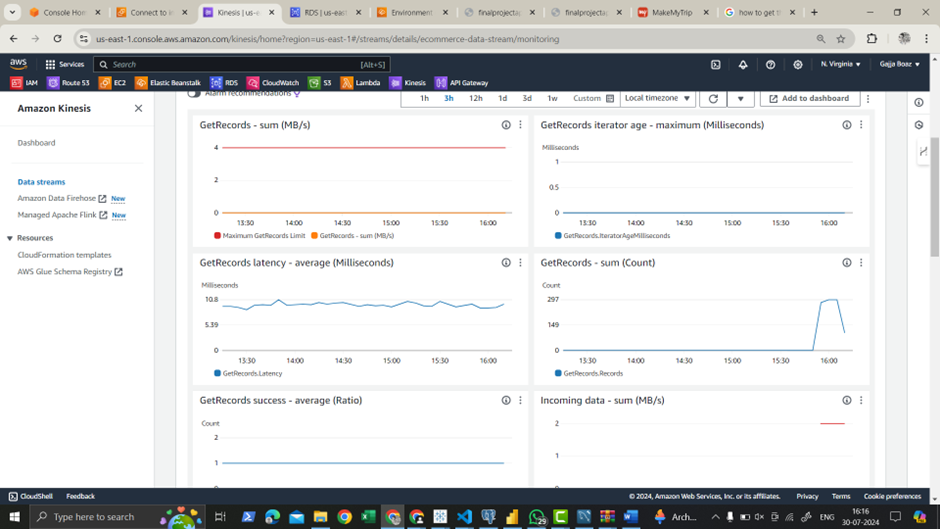 Console Hom
Connect to i
Kinesis | us-e
RDS | us-east
Environment
finalprojecta
finalprojecta
MakeMyTrip
how to get th
us-east-1.console.aws.amazon.com/kinesis/home?region=us-east-1#/streams/details/ecommerce-data-stream/monitoring
aws
Services
Search
[Alt+S]
N. Virginia
Gajja Boaz
IAM
Route 53
EC2
Elastic Beanstalk
RDS
CloudWatch
S3
Lambda
Kinesis
API Gateway
Amazon Kinesis
Dashboard
Data streams
Amazon Data Firehose New
Managed Apache Flink New
Resources
CloudFormation templates
AWS Glue Schema Registry
Alarm recommendations
1h 3h 12h 1d 3d 1w Custom Local timezone Add to dashboard
GetRecords - sum (MB/s)
4
2
0
13:30 14:00 14:30 15:00 15:30 16:00
Maximum GetRecords Limit GetRecords - sum (MB/s)
GetRecords iterator age - maximum (Milliseconds)
Milliseconds
1
0.5
0
13:30 14:00 14:30 15:00 15:30 16:00
GetRecords.IteratorAgeMilliseconds
GetRecords latency - average (Milliseconds)
Milliseconds
10.8
5.39
0
13:30 14:00 14:30 15:00 15:30 16:00
GetRecords.Latency
GetRecords - sum (Count)
Count
297
149
0
13:30 14:00 14:30 15:00 15:30 16:00
GetRecords.Records
GetRecords success - average (Ratio)
Count
2
1
Incoming data - sum (MB/s)
2
1
CloudShell
Feedback
© 2024, Amazon Web Services, Inc. or its affiliates.
Privacy
Terms
Cookie preferences
Type here to search
29
Arch...
ENG
16:16
30-07-2024